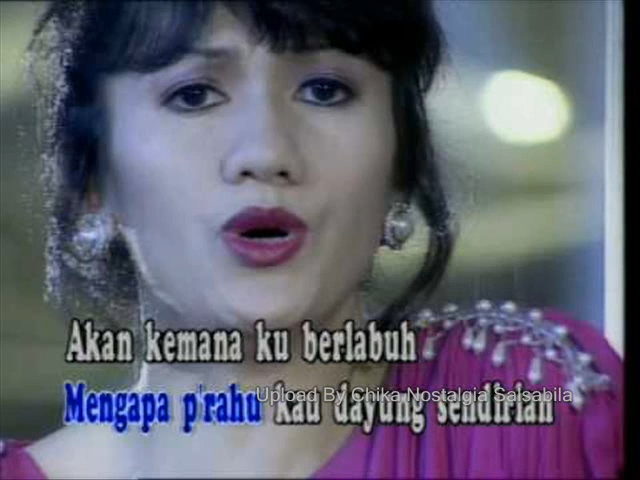 Akan kemana ku berlabuh
Mengapa p'rahu kau dayung sendirian
Upload By Chika Nostalgia Salsabila